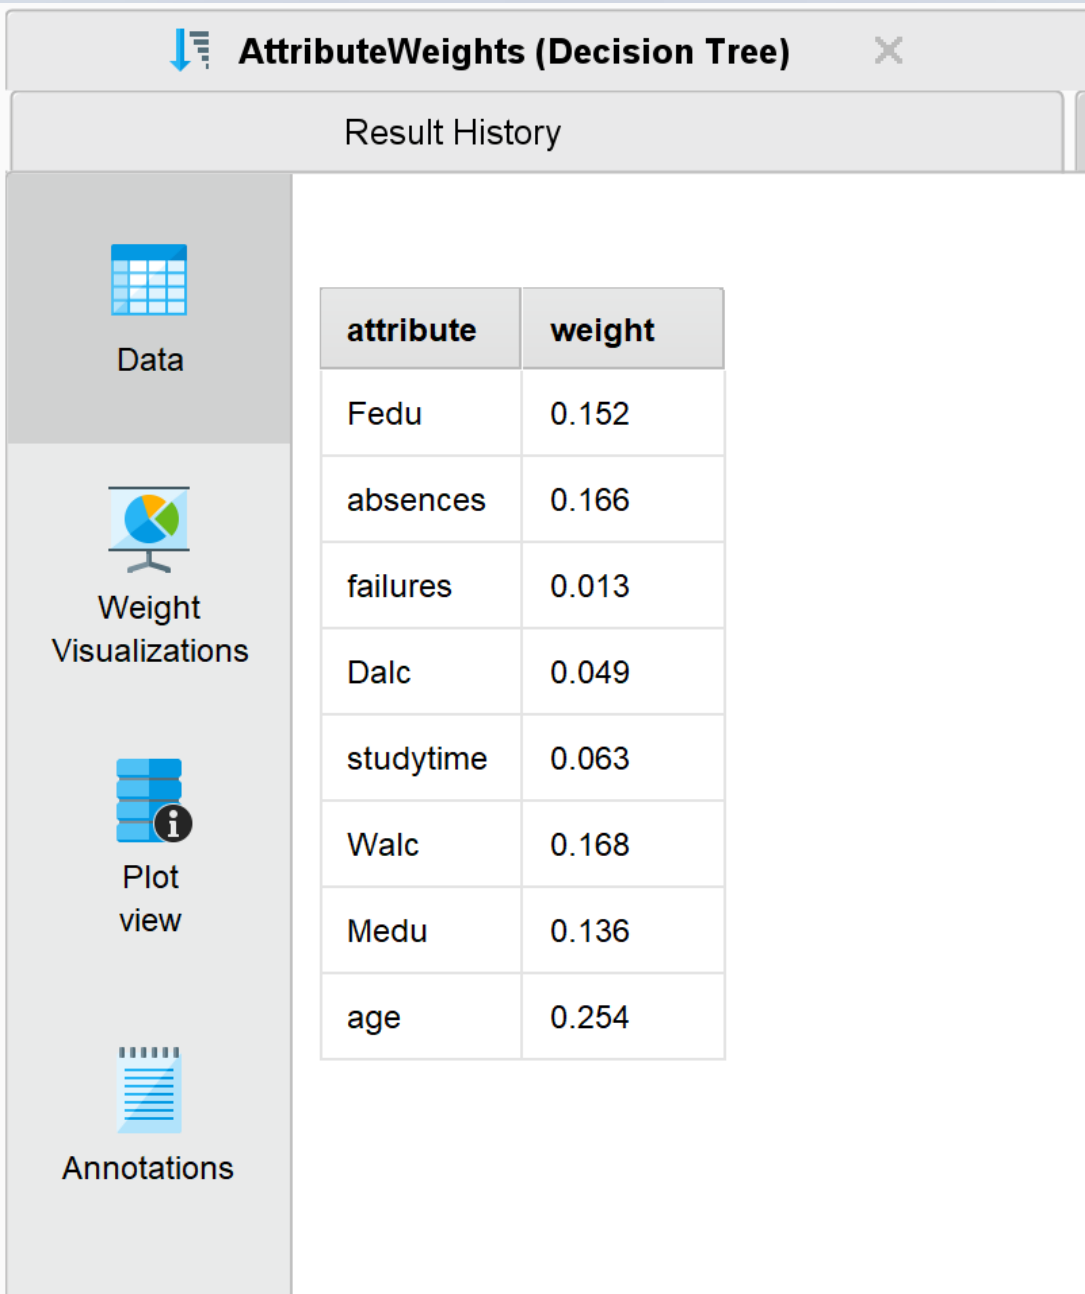 AttributeWeights (Decision Tree)
Result History
Data
Weight
Visualizations
Plot
view
Annotations
attribute weight
Fedu 0.152
absences 0.166
failures 0.013
Dalc 0.049
studytime 0.063
Walc 0.168
Medu 0.136
age 0.254